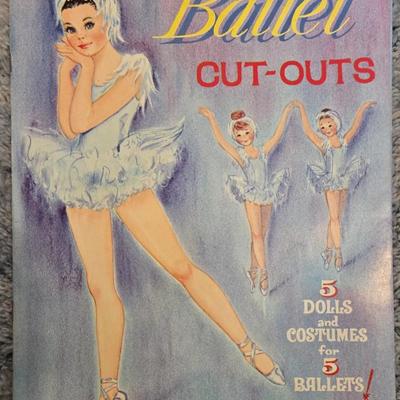 Ballet
CUT-OUTS
5
DOLLS
and
COSTUMES
for
5
BALLETS!